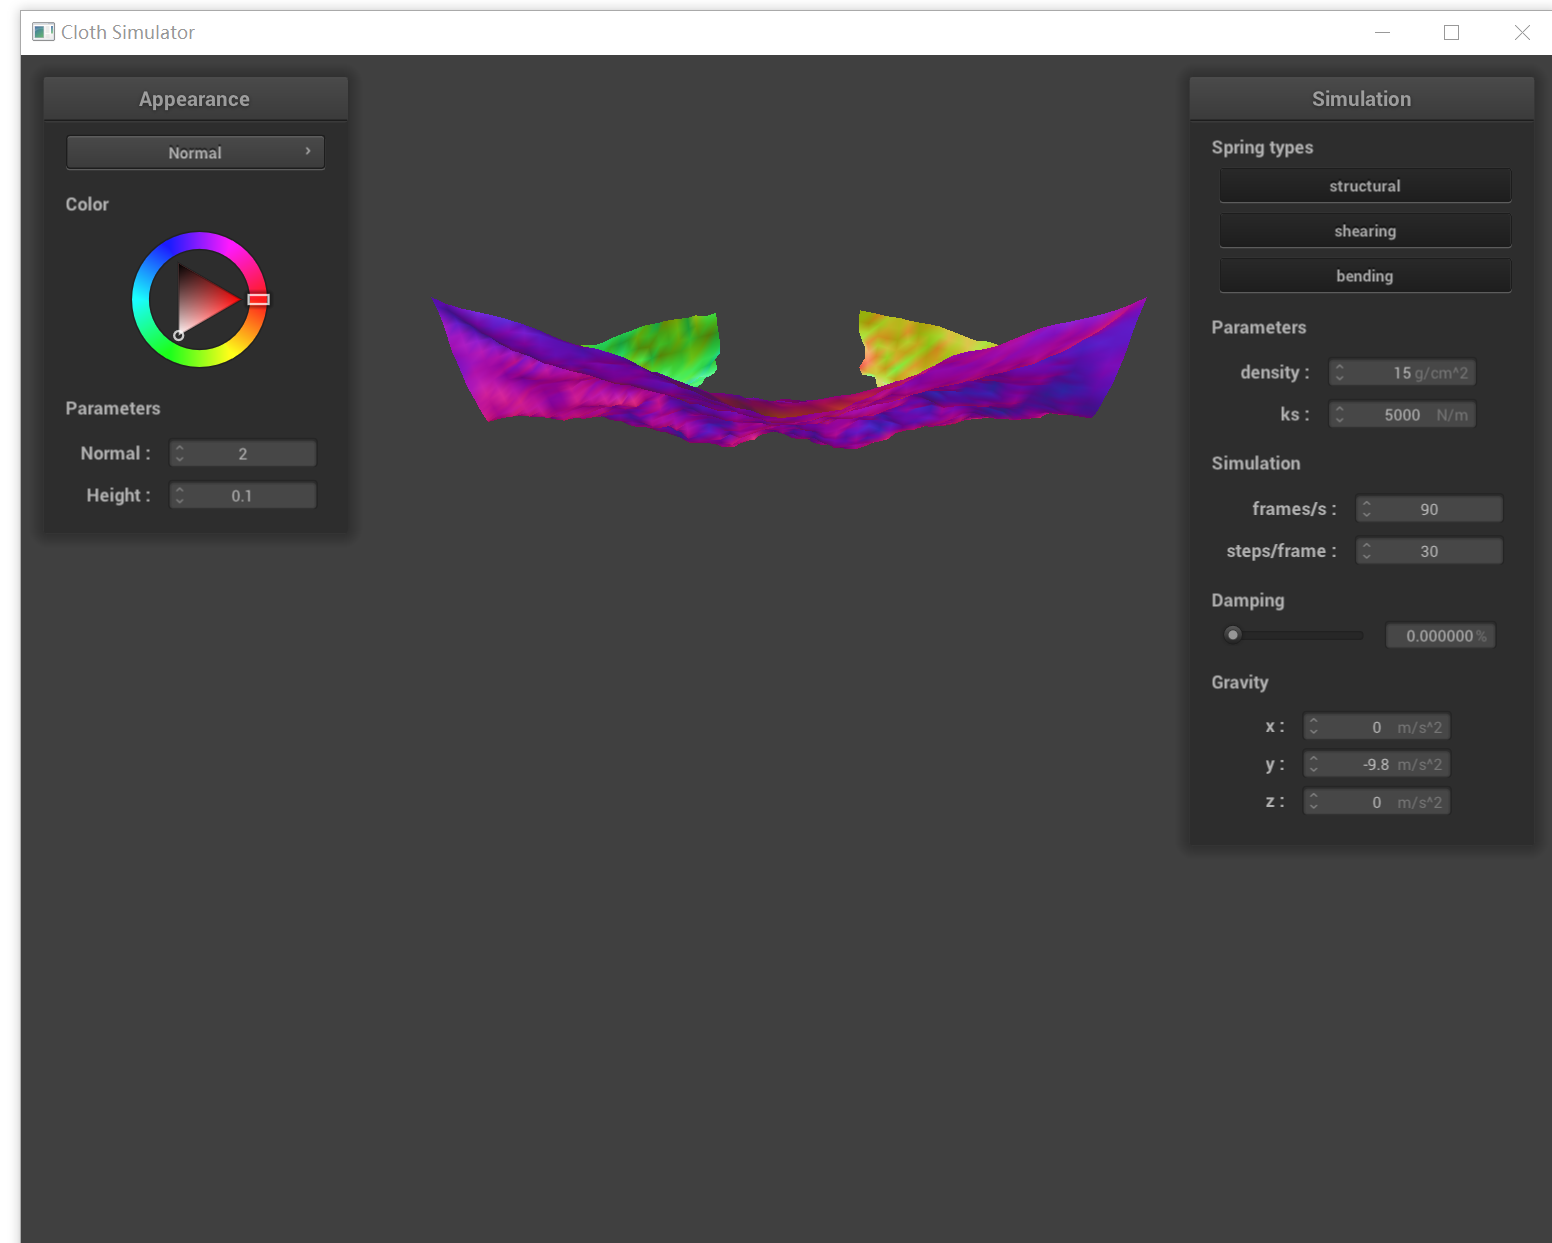 Cloth Simulator
Appearance
Normal
Color
Parameters
Normal : 2
Height : 0.1
Simulation
Spring types
structural
shearing
bending
Parameters
density : 15 g/cm^2
ks : 5000 N/m
Simulation
frames/s : 90
steps/frame : 30
Damping
0.000000 %
Gravity
x : 0 m/s^2
y : -9.8 m/s^2
z : 0 m/s^2